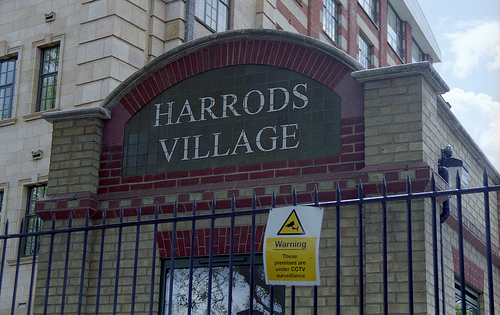 HARRODS
VILLAGE
Warning
These
premises are
under CCTV
surveillance